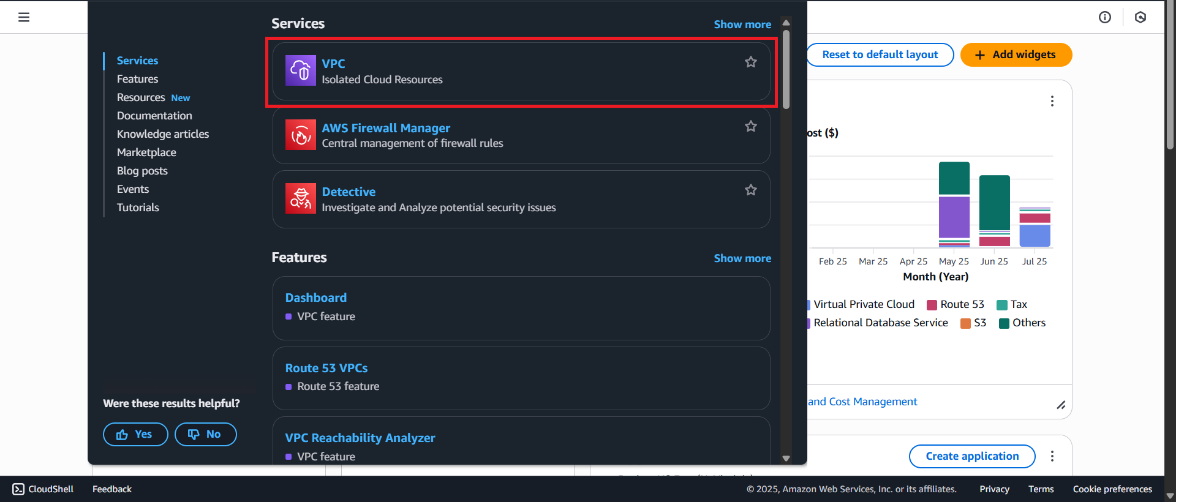 Services
Show more
Services
Features
Resources New
Documentation
Knowledge articles
Marketplace
Blog posts
Events
Tutorials
VPC
Isolated Cloud Resources
AWS Firewall Manager
Central management of firewall rules
Detective
Investigate and Analyze potential security issues
Features
Show more
Dashboard
VPC feature
Route 53 VPCs
Route 53 feature
VPC Reachability Analyzer
VPC feature
Were these results helpful?
Yes
No
Reset to default layout
+ Add widgets
ost ($)
Feb 25 Mar 25 Apr 25 May 25 Jun 25 Jul 25
Month (Year)
Virtual Private Cloud Route 53 Tax
Relational Database Service S3 Others
and Cost Management
Create application
CloudShell
Feedback
© 2025, Amazon Web Services, Inc. or its affiliates.
Privacy
Terms
Cookie preferences